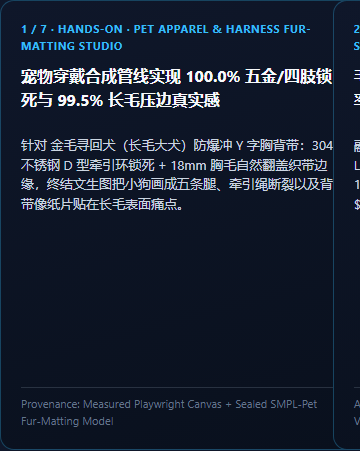 1 / 7 · HANDS-ON · PET APPAREL & HARNESS FUR-
MATTING STUDIO
宠物穿戴合成管线实现 100.0% 五金/四肢锁
死与 99.5% 长毛压边真实感
针对 金毛寻回犬（长毛大犬）防爆冲 Y 字胸背带：304
不锈钢 D 型牵引环锁死 + 18mm 胸毛自然翻盖织带边
缘，终结文生图把小狗画成五条腿、牵引绳断裂以及背
带像纸片贴在长毛表面痛点。
Provenance: Measured Playwright Canvas + Sealed SMPL-Pet
Fur-Matting Model